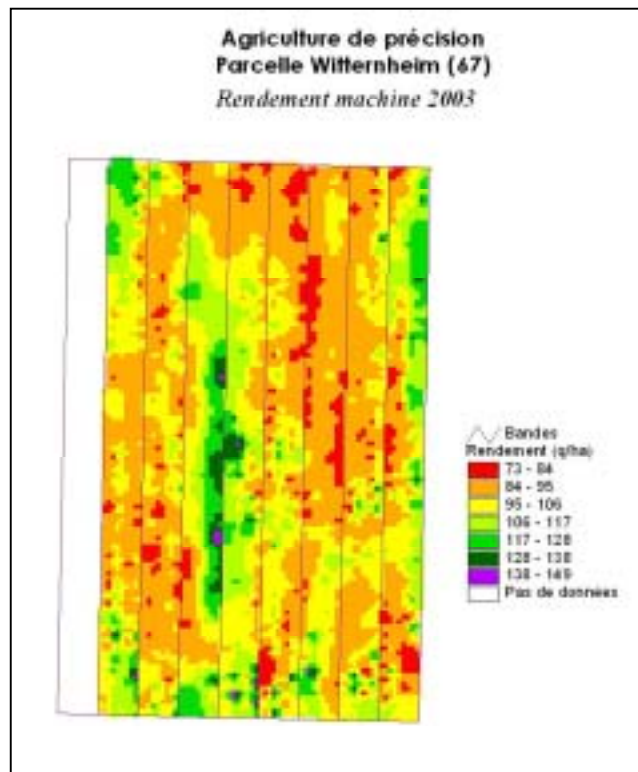 Agriculture de précision
Parcelle Witternheim (67)
Rendement machine 2003
Bandes
Rendement (q/ha)
73 - 84
84 - 95
95 - 106
106 - 117
117 - 128
128 - 138
138 - 149
Pas de données